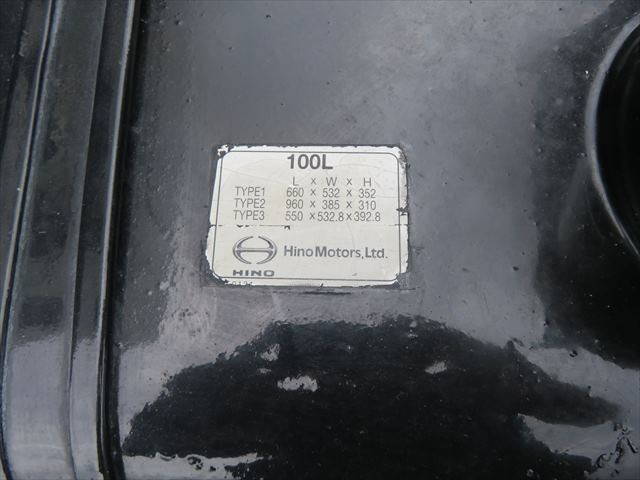 100L
L × W × H
TYPE1 660 × 532 × 352
TYPE2 960 × 385 × 310
TYPE3 550 × 532.8 × 392.8
Hino Motors, Ltd.
HINO